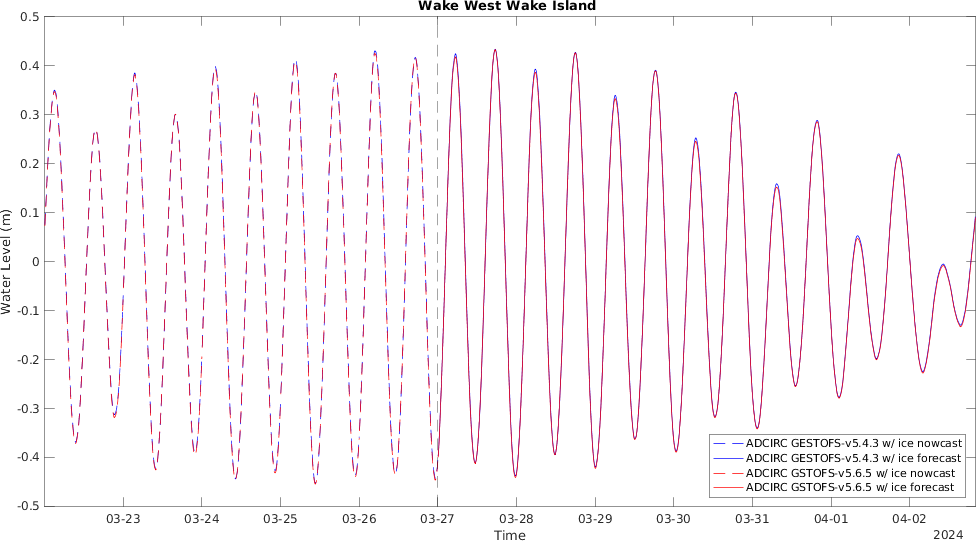 Wake West Wake Island
0.5
0.4
0.3
0.2
0.1
0
-0.1
-0.2
-0.3
-0.4
-0.5
Water Level (m)
ADCIRC GESTOFS-v5.4.3 w/ ice nowcast
ADCIRC GESTOFS-v5.4.3 w/ ice forecast
ADCIRC GSTOFS-v5.6.5 w/ ice nowcast
ADCIRC GSTOFS-v5.6.5 w/ ice forecast
03-23 03-24 03-25 03-26 03-27 03-28 03-29 03-30 03-31 04-01 04-02
Time
2024